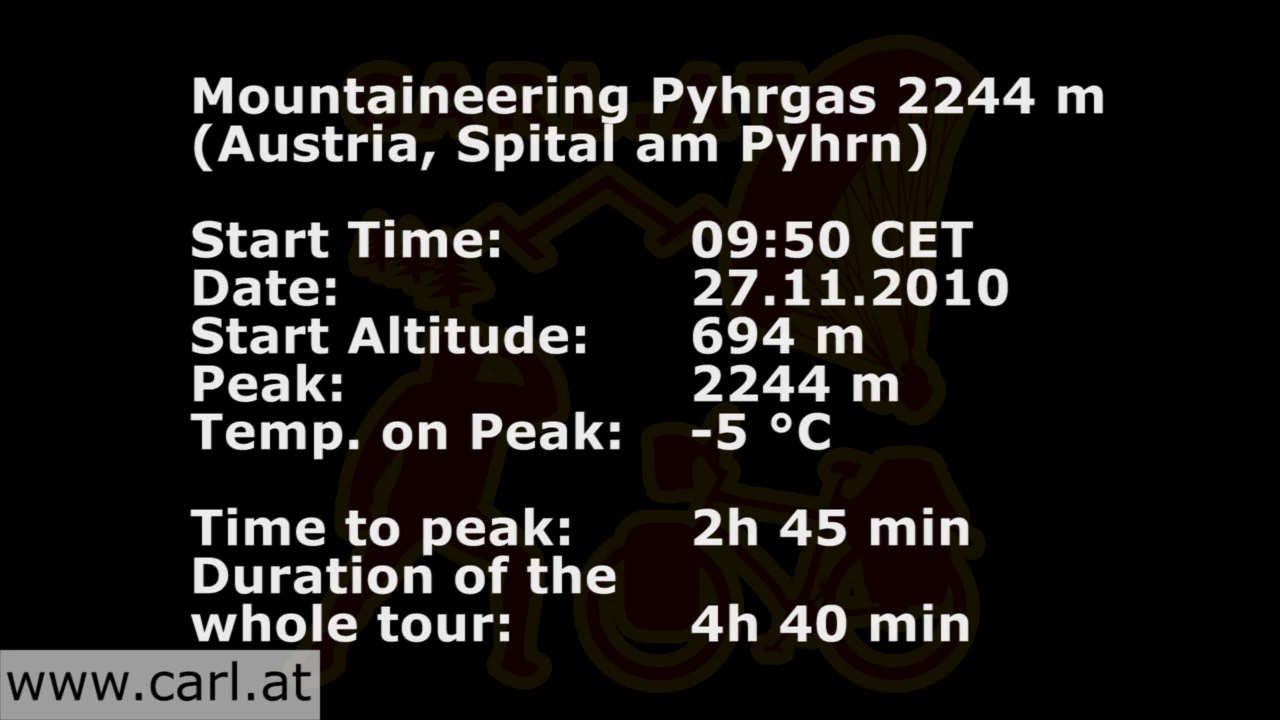 Mountaineering Pyhrgas 2244 m
(Austria, Spital am Pyhrn)
Start Time: 09:50 CET
Date: 27.11.2010
Start Altitude: 694 m
Peak: 2244 m
Temp. on Peak: -5 °C
Time to peak: 2h 45 min
Duration of the
whole tour: 4h 40 min
www.carl.at
CARL.AT